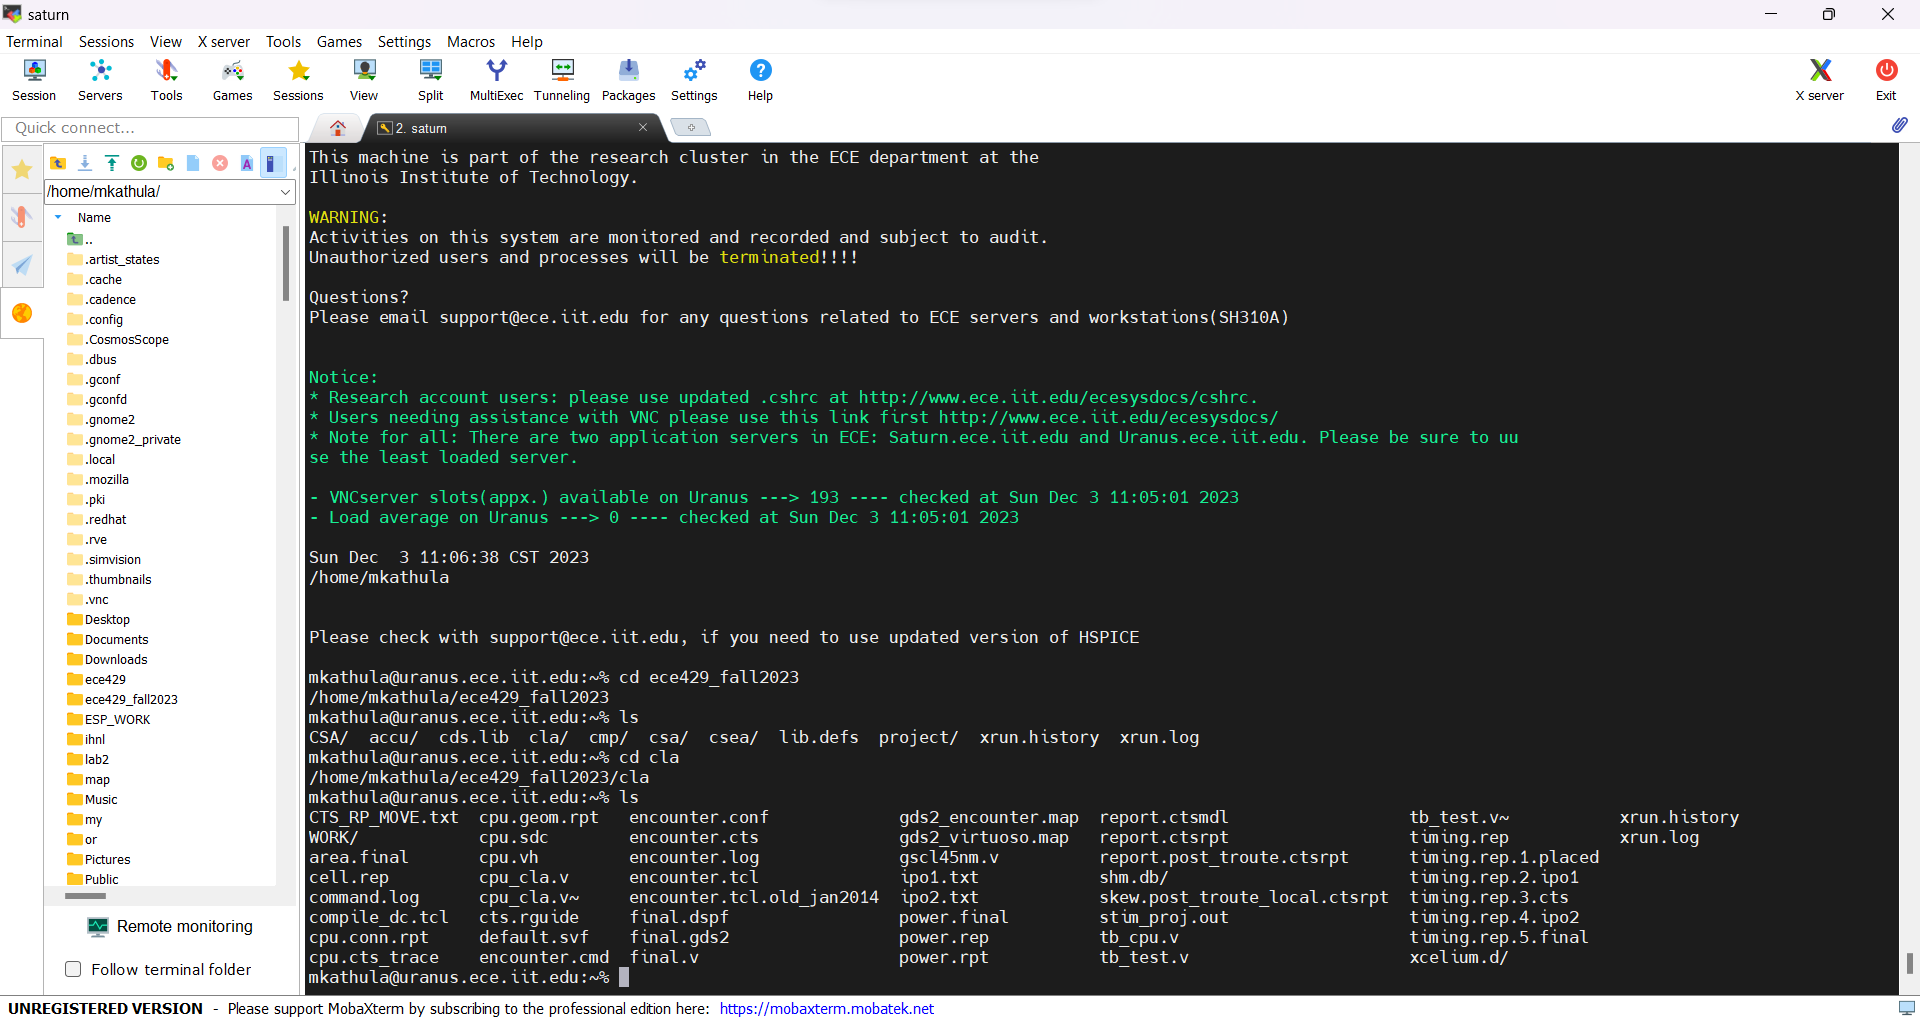 saturn
Terminal Sessions View X server Tools Games Settings Macros Help
Session Servers Tools Games Sessions View Split MultiExec Tunneling Packages Settings Help X server Exit
Quick connect...
2. saturn
/home/mkathula/
Name
..
.artist_states
.cache
.cadence
.config
.CosmosScope
.dbus
.gconf
.gconfd
.gnome2
.gnome2_private
.local
.mozilla
.pki
.redhat
.rve
.simvision
.thumbnails
.vnc
Desktop
Documents
Downloads
ece429
ece429_fall2023
ESP_WORK
ihnl
lab2
map
Music
my
or
Pictures
Public
Remote monitoring
Follow terminal folder
This machine is part of the research cluster in the ECE department at the
Illinois Institute of Technology.
WARNING:
Activities on this system are monitored and recorded and subject to audit.
Unauthorized users and processes will be terminated!!!!
Questions?
Please email support@ece.iit.edu for any questions related to ECE servers and workstations(SH310A)
Notice:
* Research account users: please use updated .cshrc at http://www.ece.iit.edu/ecesysdocs/cshrc.
* Users needing assistance with VNC please use this link first http://www.ece.iit.edu/ecesysdocs/
* Note for all: There are two application servers in ECE: Saturn.ece.iit.edu and Uranus.ece.iit.edu. Please be sure to uu
se the least loaded server.
- VNCserver slots(appx.) available on Uranus ---> 193 ---- checked at Sun Dec 3 11:05:01 2023
- Load average on Uranus ---> 0 ---- checked at Sun Dec 3 11:05:01 2023
Sun Dec  3 11:06:38 CST 2023
/home/mkathula
Please check with support@ece.iit.edu, if you need to use updated version of HSPICE
mkathula@uranus.ece.iit.edu:~% cd ece429_fall2023
/home/mkathula/ece429_fall2023
mkathula@uranus.ece.iit.edu:~% ls
CSA/  accu/  cds.lib  cla/  cmp/  csa/  csea/  lib.defs  project/  xrun.history  xrun.log
mkathula@uranus.ece.iit.edu:~% cd cla
/home/mkathula/ece429_fall2023/cla
mkathula@uranus.ece.iit.edu:~% ls
CTS_RP_MOVE.txt  cpu.geom.rpt  encounter.conf  gds2_encounter.map  report.ctsmdl  tb_test.v~  xrun.history
WORK/  cpu.sdc  encounter.cts  gds2_virtuoso.map  report.ctsrpt  timing.rep  xrun.log
area.final  cpu.vh  encounter.log  gscl45nm.v  report.post_troute.ctsrpt  timing.rep.1.placed
cell.rep  cpu_cla.v  encounter.tcl  ipo1.txt  shm.db/  timing.rep.2.ipo1
command.log  cpu_cla.v~  encounter.tcl.old_jan2014  ipo2.txt  skew.post_troute_local.ctsrpt  timing.rep.3.cts
compile_dc.tcl  cts.rguide  final.dspf  power.final  stim_proj.out  timing.rep.4.ipo2
cpu.conn.rpt  default.svf  final.gds2  power.rep  tb_cpu.v  timing.rep.5.final
cpu.cts_trace  encounter.cmd  final.v  power.rpt  tb_test.v  xcelium.d/
mkathula@uranus.ece.iit.edu:~%
UNREGISTERED VERSION - Please support MobaXterm by subscribing to the professional edition here: https://mobaxterm.mobatek.net